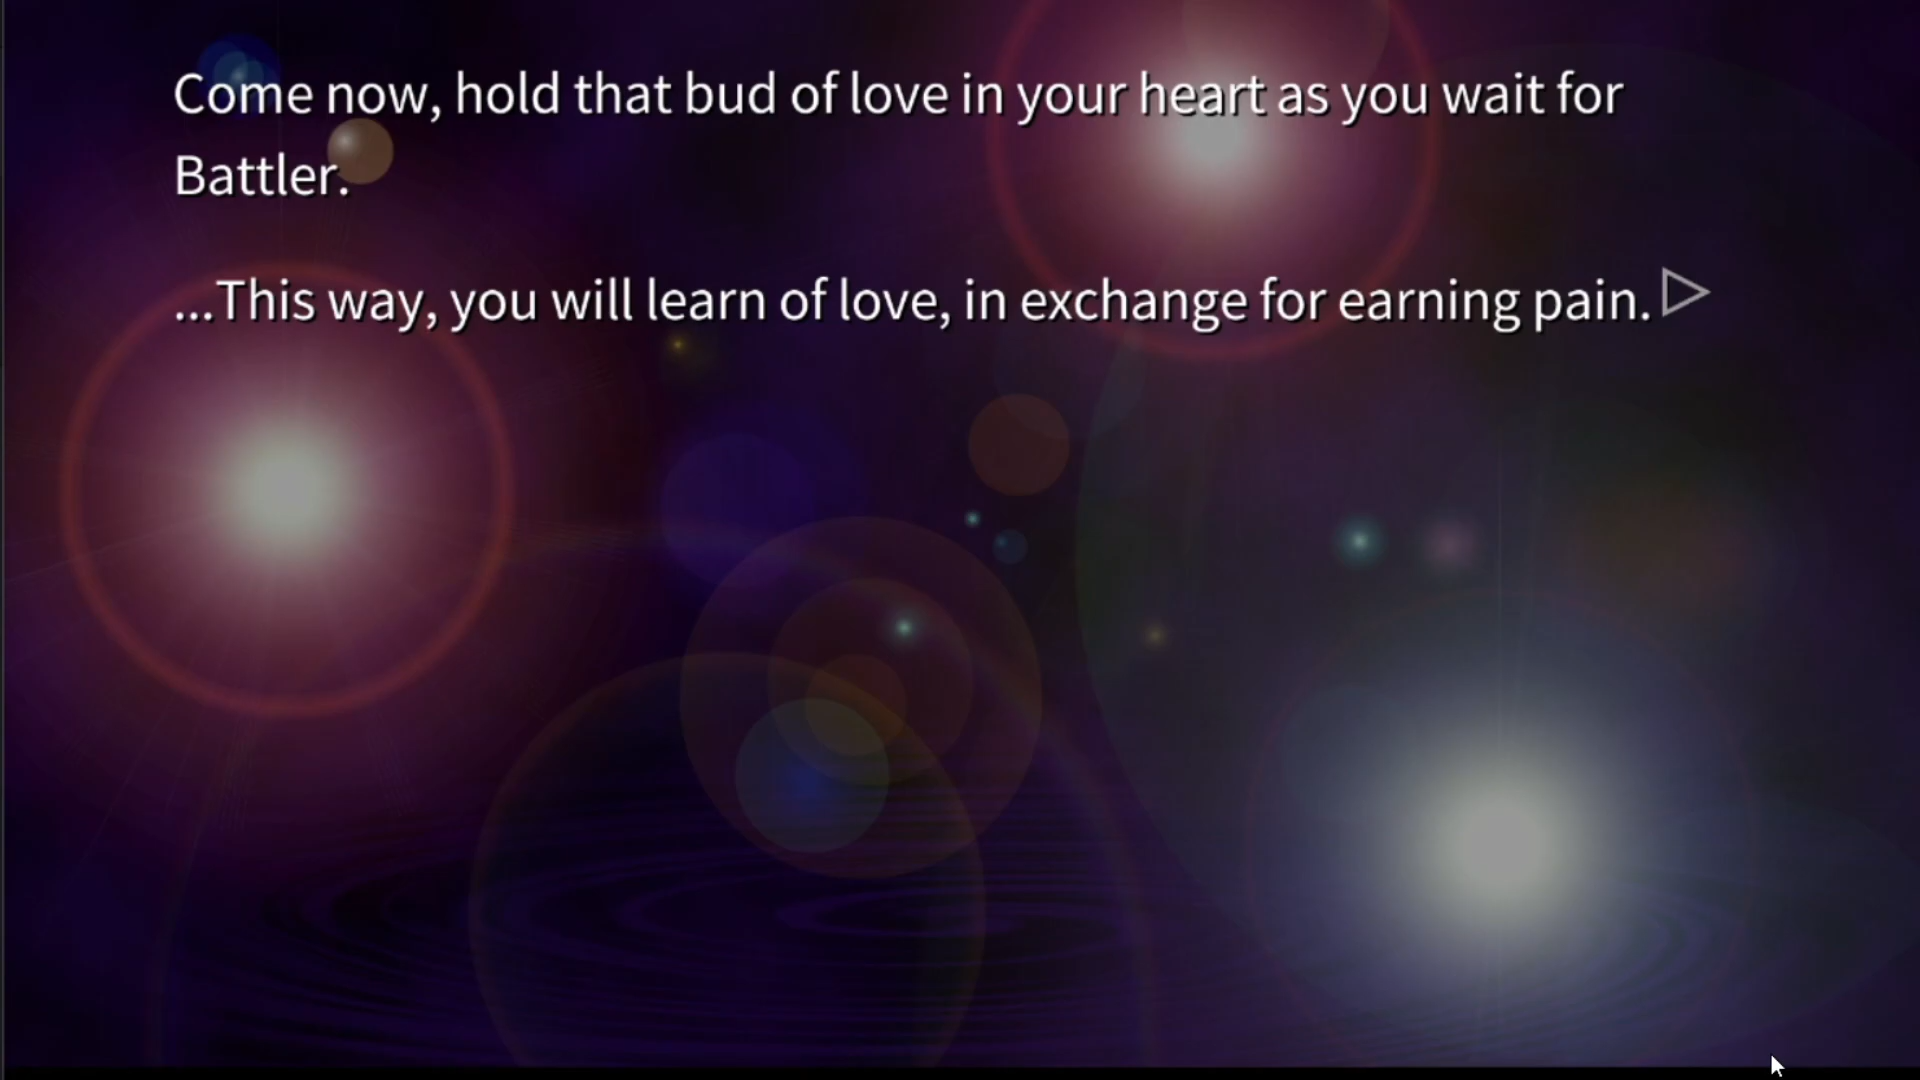 Come now, hold that bud of love in your heart as you wait for
Battler.
...This way, you will learn of love, in exchange for earning pain.